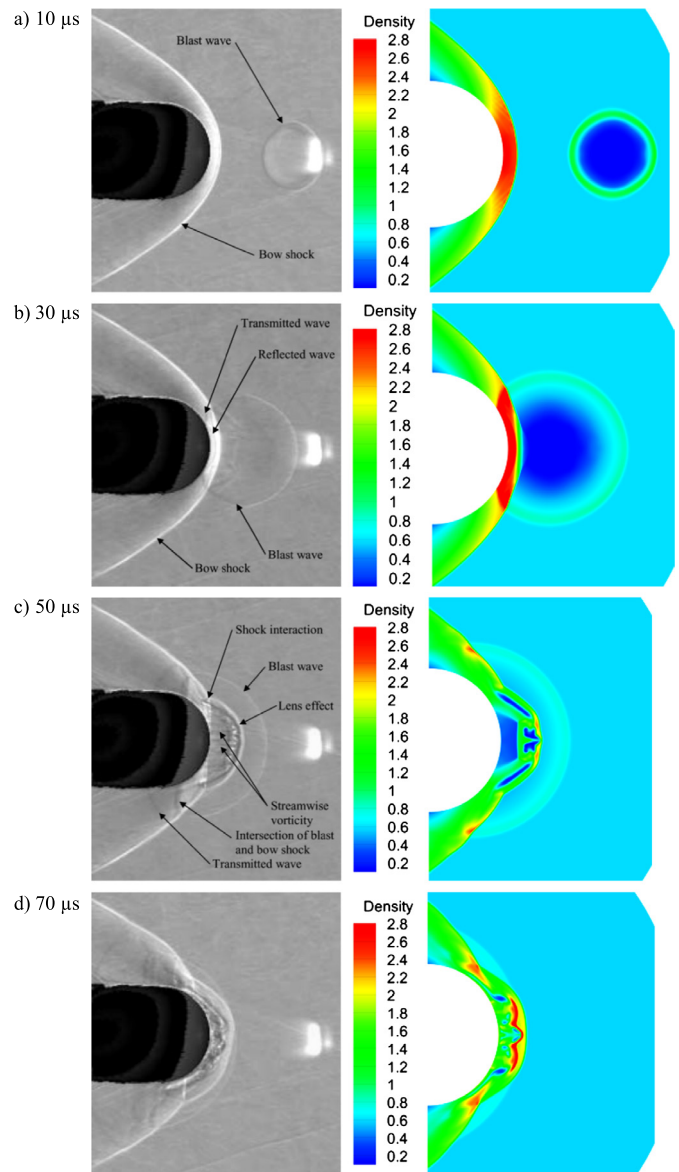 a) 10 µs
Blast wave
Bow shock
Density
2.8
2.6
2.4
2.2
2
1.8
1.6
1.4
1.2
1
0.8
0.6
0.4
0.2
b) 30 µs
Transmitted wave
Reflected wave
Blast wave
Bow shock
Density
2.8
2.6
2.4
2.2
2
1.8
1.6
1.4
1.2
1
0.8
0.6
0.4
0.2
c) 50 µs
Shock interaction
Blast wave
Lens effect
Streamwise
vorticity
Intersection of blast
and bow shock
Transmitted wave
Density
2.8
2.6
2.4
2.2
2
1.8
1.6
1.4
1.2
1
0.8
0.6
0.4
0.2
d) 70 µs
Density
2.8
2.6
2.4
2.2
2
1.8
1.6
1.4
1.2
1
0.8
0.6
0.4
0.2